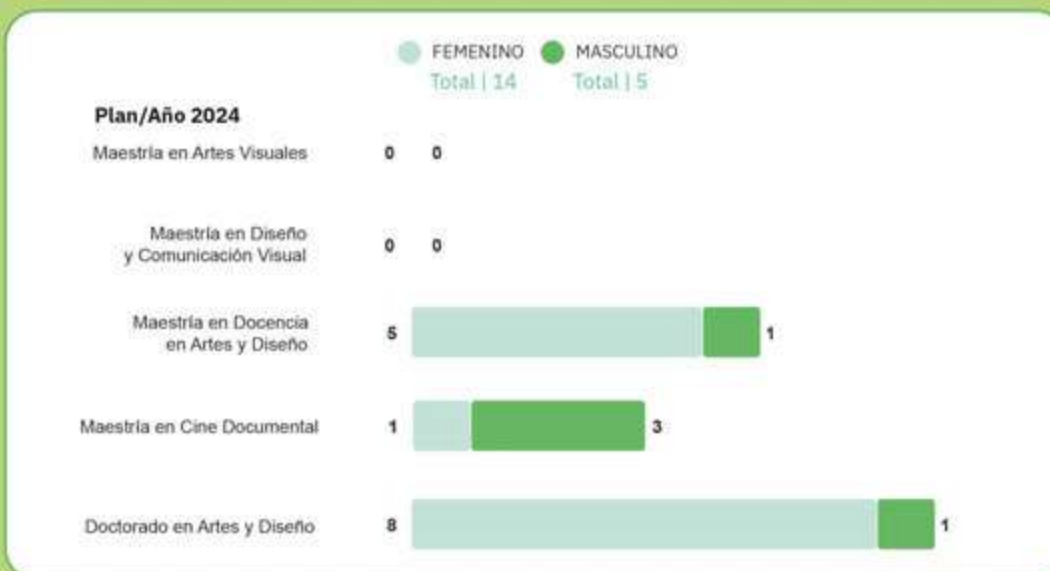 FEMENINO MASCULINO
Total | 14 Total | 5
Plan/Año 2024
Maestría en Artes Visuales 0 0
Maestría en Diseño
y Comunicación Visual 0 0
Maestría en Docencia
en Artes y Diseño 5 1
Maestría en Cine Documental 1 3
Doctorado en Artes y Diseño 8 1